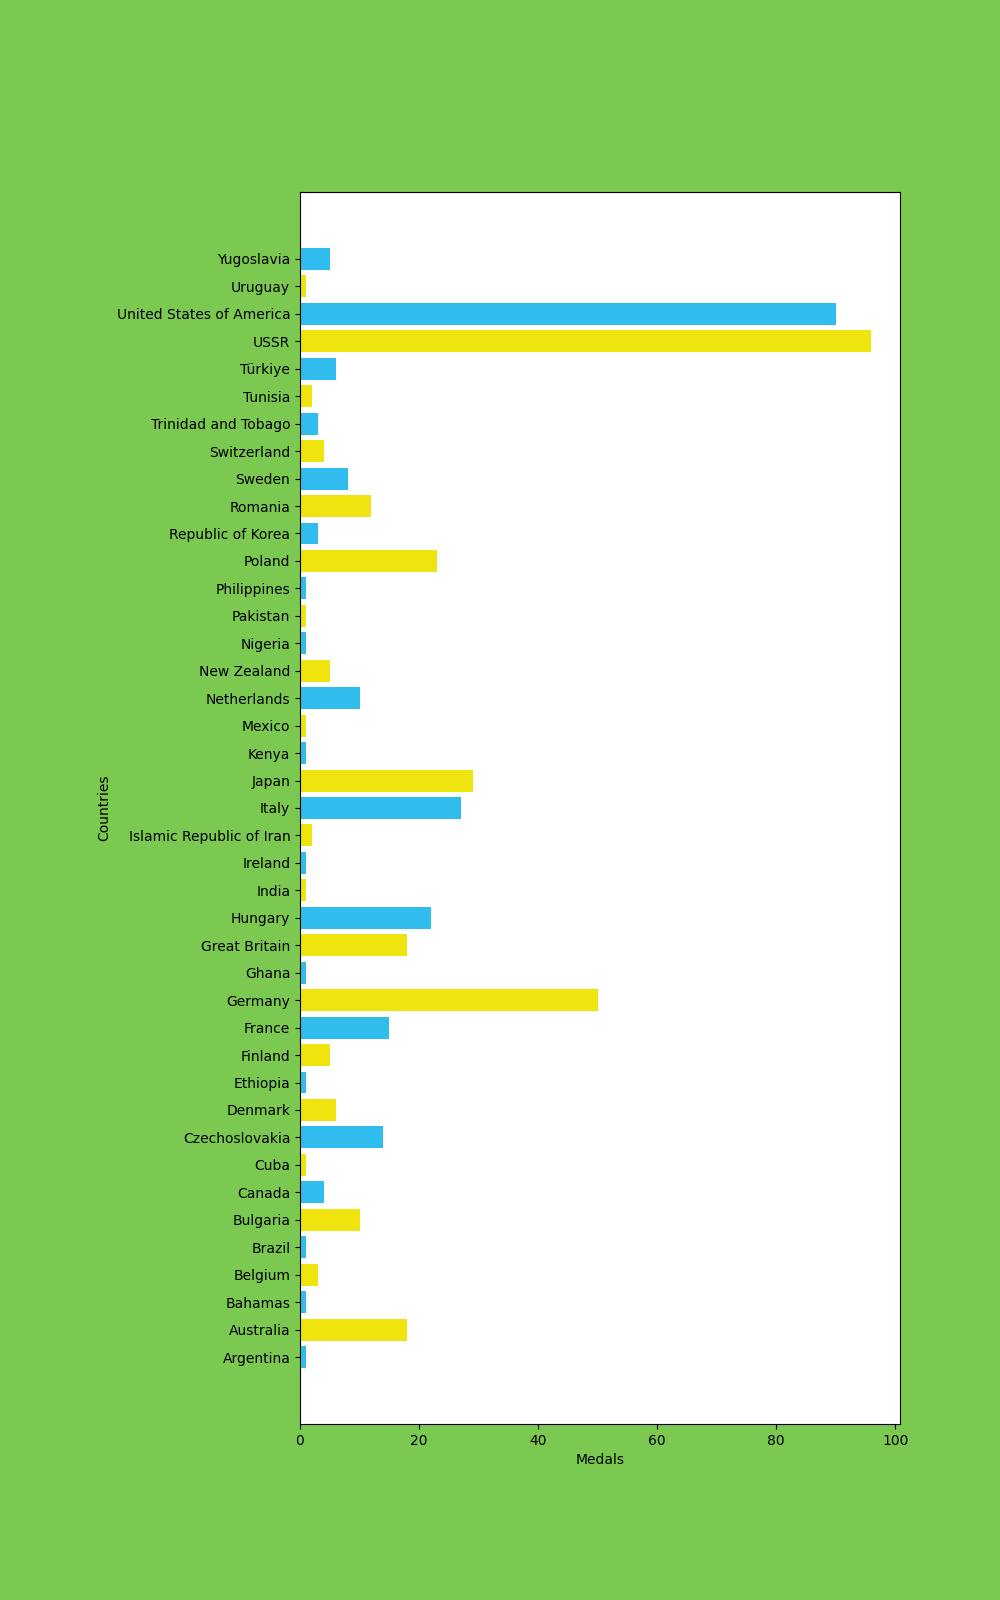 Yugoslavia
Uruguay
United States of America
USSR
Türkiye
Tunisia
Trinidad and Tobago
Switzerland
Sweden
Romania
Republic of Korea
Poland
Philippines
Pakistan
Nigeria
New Zealand
Netherlands
Mexico
Kenya
Japan
Italy
Islamic Republic of Iran
Ireland
India
Hungary
Great Britain
Ghana
Germany
France
Finland
Ethiopia
Denmark
Czechoslovakia
Cuba
Canada
Bulgaria
Brazil
Belgium
Bahamas
Australia
Argentina
Countries
0 20 40 60 80 100
Medals